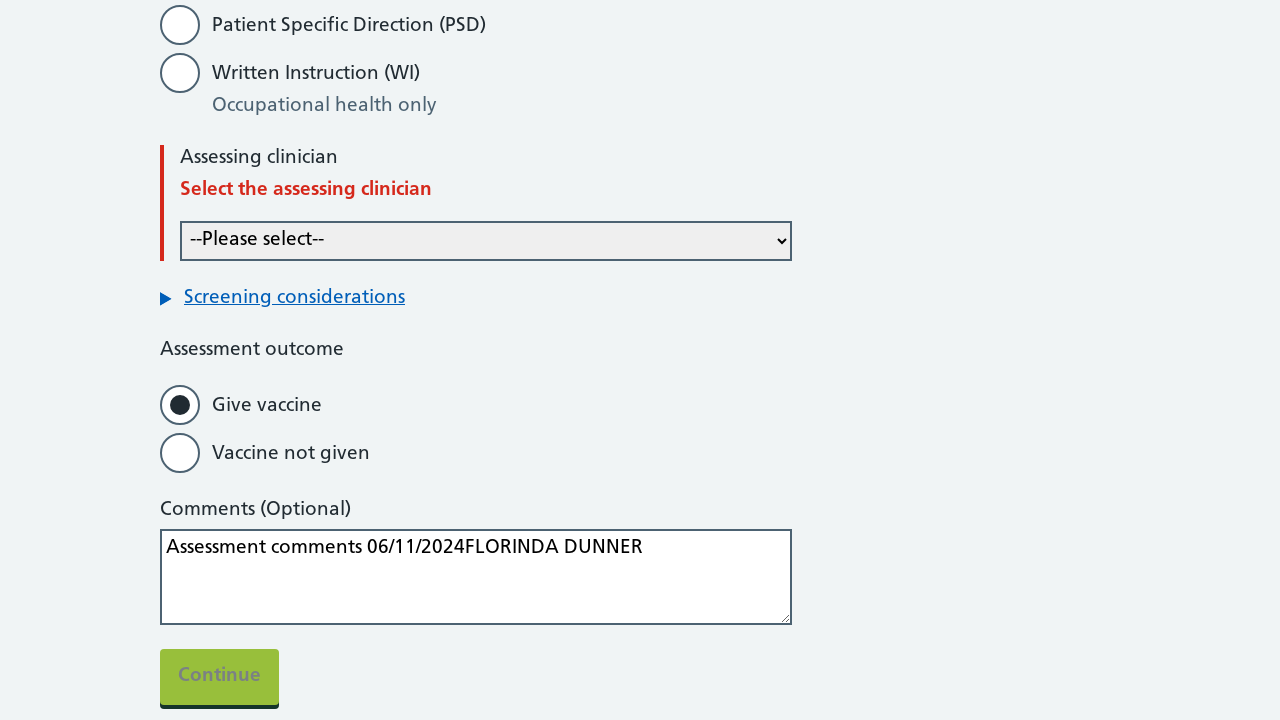 Patient Specific Direction (PSD)
Written Instruction (WI)
Occupational health only
Assessing clinician
Select the assessing clinician
--Please select--
Screening considerations
Assessment outcome
Give vaccine
Vaccine not given
Comments (Optional)
Assessment comments 06/11/2024FLORINDA DUNNER
Continue